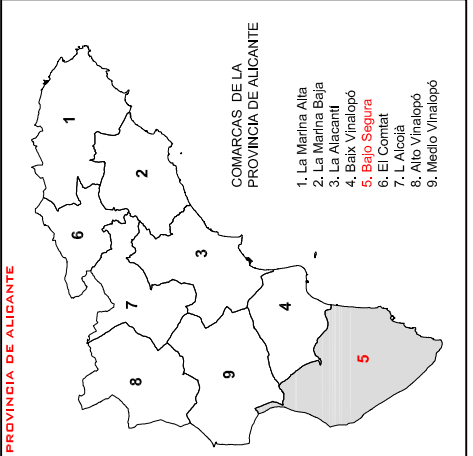 PROVINCIA DE ALICANTE
COMARCAS DE LA
PROVINCIA DE ALICANTE
1. La Marina Alta
2. La Marina Baja
3. La Alacantí
4. Baix Vinalopó
5. Bajo Segura
6. El Comtat
7. L Alcoià
8. Alto Vinalopó
9. Medio Vinalopó
1
2
6
3
7
4
8
9
5